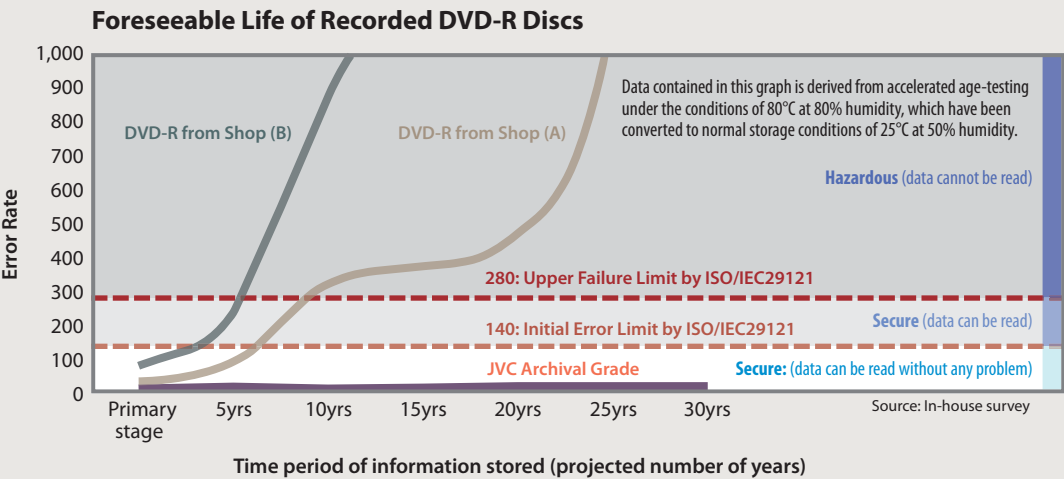 Foreseeable Life of Recorded DVD-R Discs
Error Rate
1,000
900
800
700
600
500
400
300
200
100
0
DVD-R from Shop (B)
DVD-R from Shop (A)
Data contained in this graph is derived from accelerated age-testing
under the conditions of 80°C at 80% humidity, which have been
converted to normal storage conditions of 25°C at 50% humidity.
Hazardous (data cannot be read)
280: Upper Failure Limit by ISO/IEC29121
Secure (data can be read)
140: Initial Error Limit by ISO/IEC29121
JVC Archival Grade
Secure: (data can be read without any problem)
Primary
stage
5yrs
10yrs
15yrs
20yrs
25yrs
30yrs
Source: In-house survey
Time period of information stored (projected number of years)